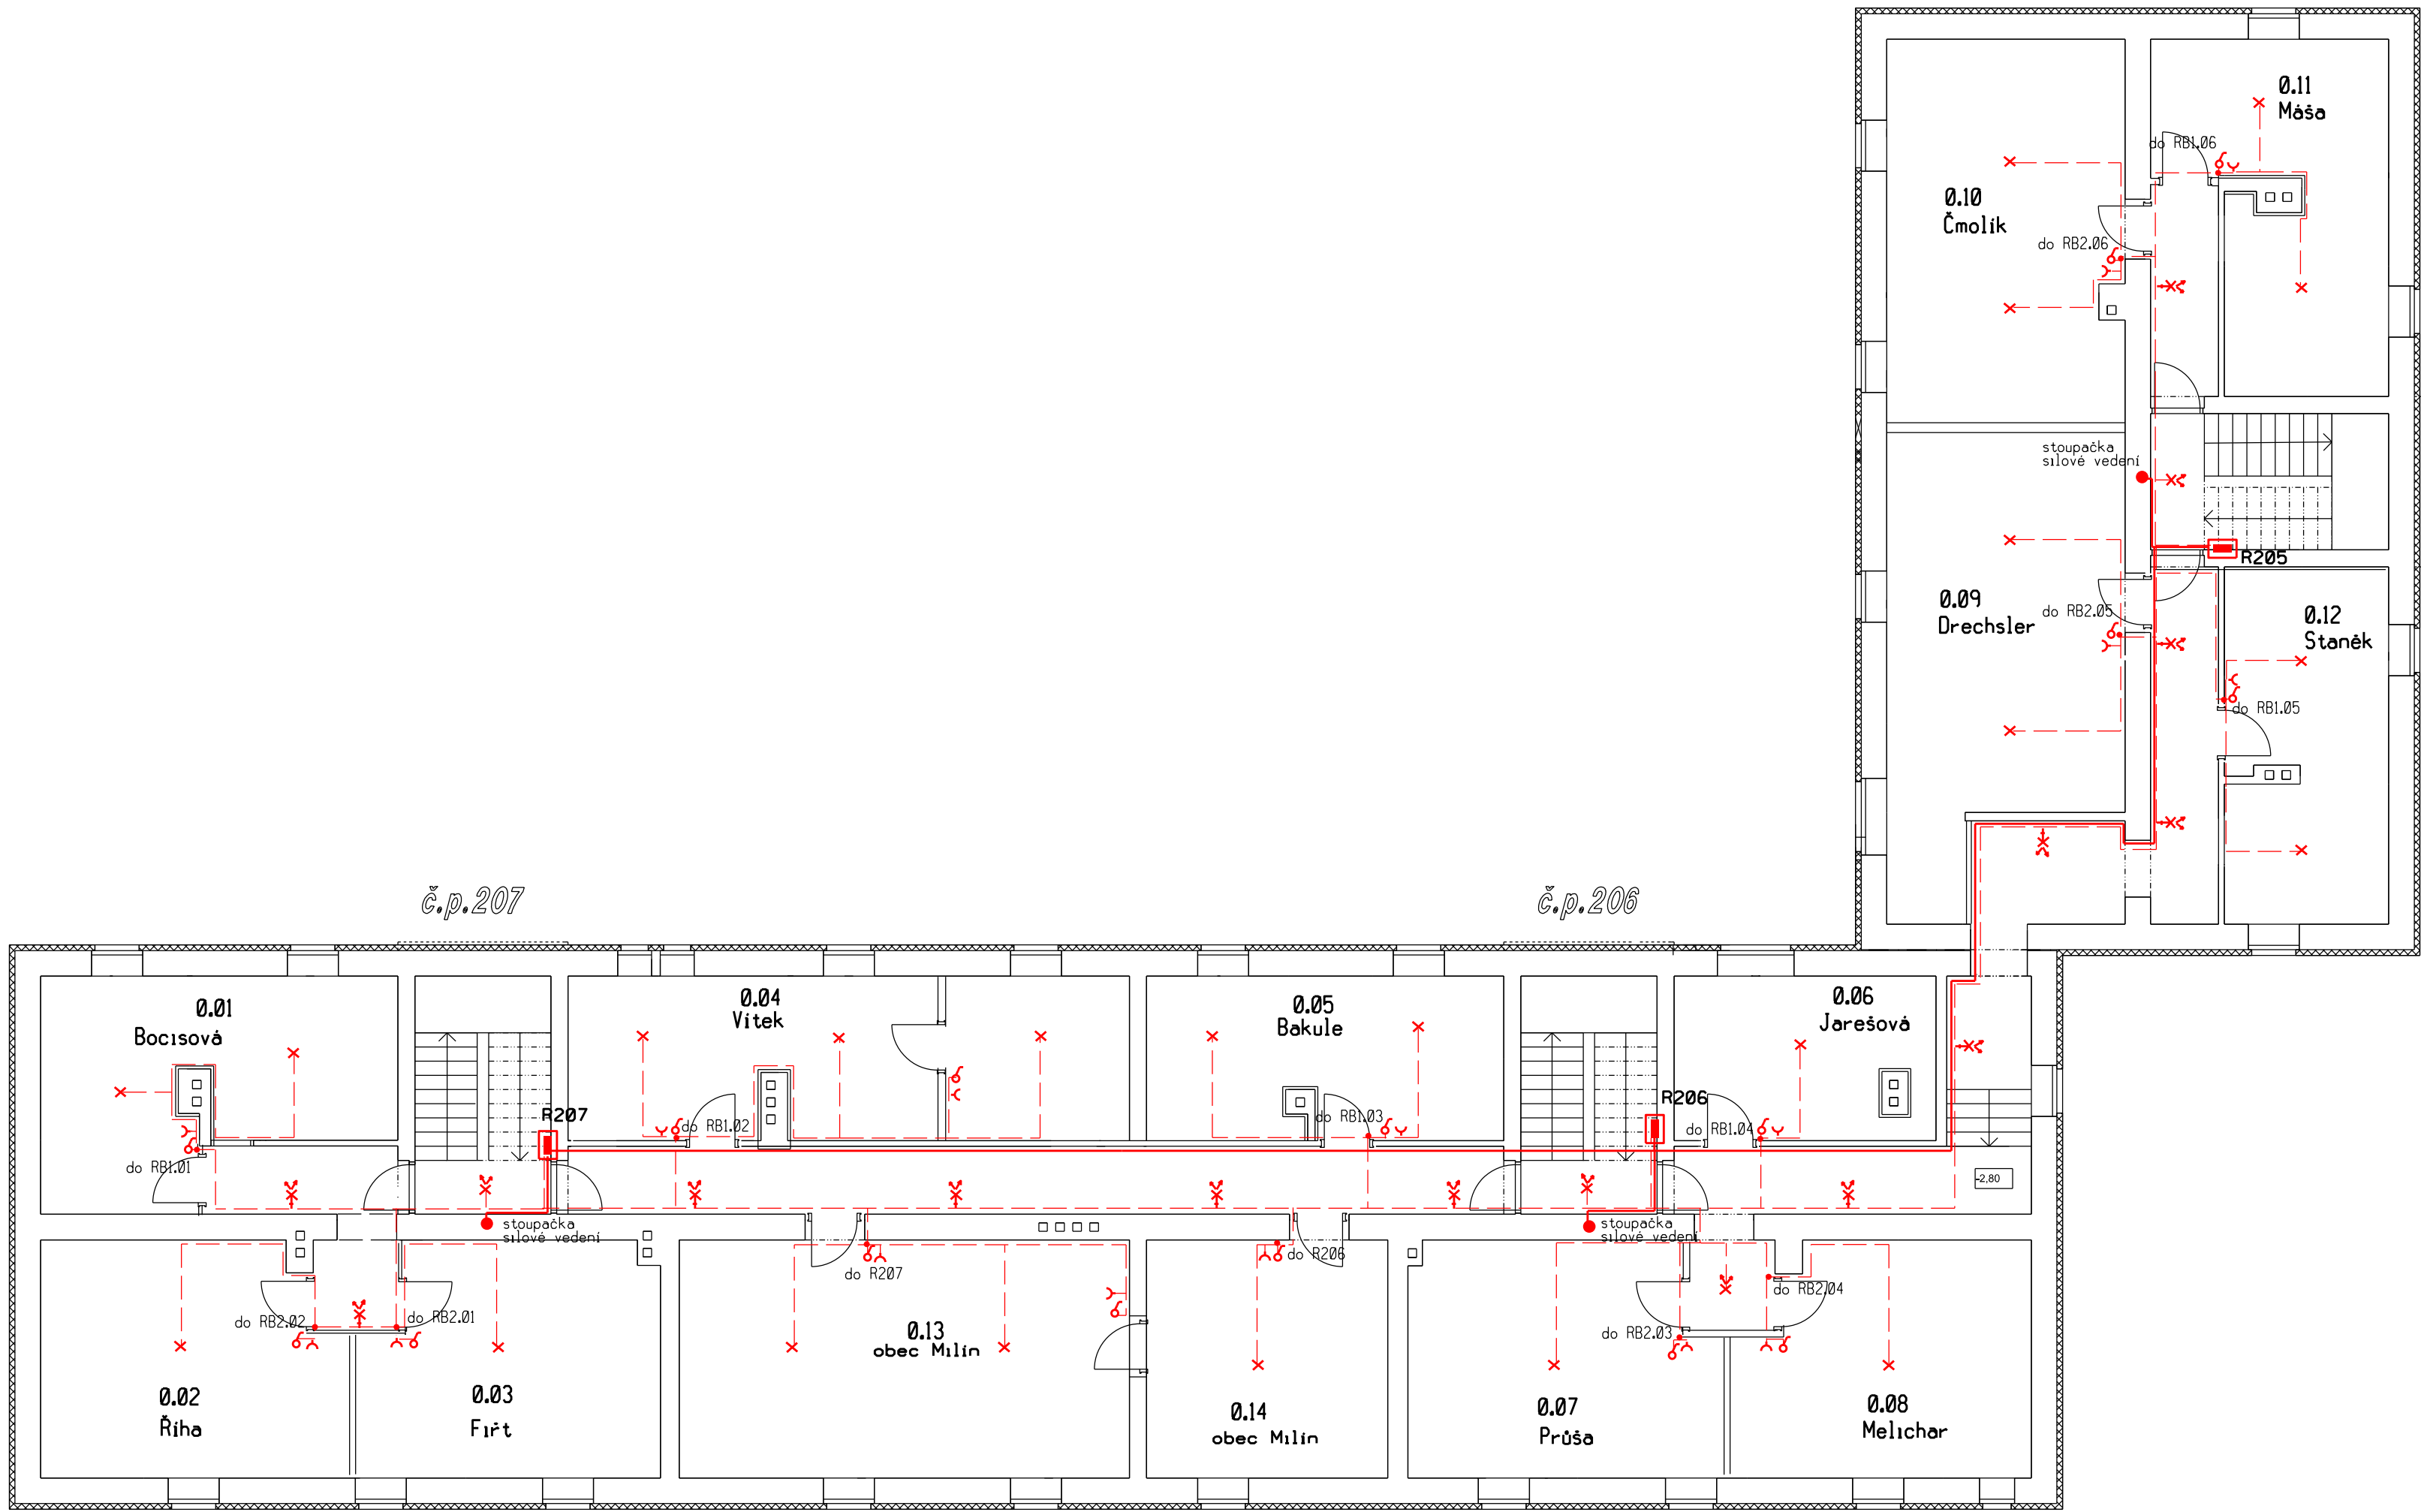 0.11
Máša
do RB1.06
0.10
Čmolík
do RB2.06
stoupačka
silové vedení
R205
0.09
Drechsler
do RB2.05
0.12
Staněk
do RB1.05
č.p.207
č.p.206
0.01
Bocisová
0.04
Vítek
0.05
Bakule
0.06
Jarešová
R207
do RB1.02
do RB1.03
R206
do RB1.04
do RB1.01
-2,80
stoupačka
silové vedení
stoupačka
silové vedení
do R207
do R206
do RB2.02
do RB2.01
do RB2.03
do RB2.04
0.13
obec Milín
0.02
Říha
0.03
Fiřt
0.14
obec Milín
0.07
Průša
0.08
Melichar